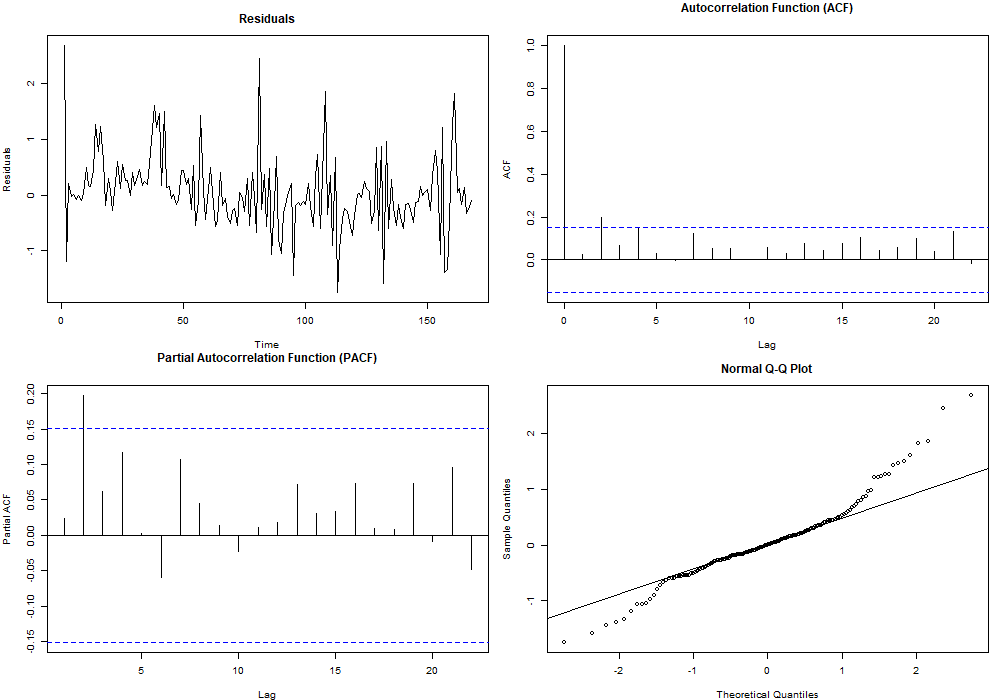 Residuals
Residuals
2
1
0
-1
0 50 100 150
Time
Autocorrelation Function (ACF)
ACF
1.0
0.8
0.6
0.4
0.2
0.0
0 5 10 15 20
Lag
Partial Autocorrelation Function (PACF)
Partial ACF
0.20
0.15
0.10
0.05
0.00
-0.05
-0.10
-0.15
5 10 15 20
Lag
Normal Q-Q Plot
Sample Quantiles
2
1
0
-1
-2 -1 0 1 2
Theoretical Quantiles